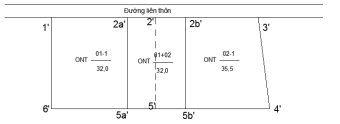 Đường liên thôn
1' 2a' 2' 2b' 3'
ONT 01-1 ONT 01+02 ONT 02-1
32,0 32,0 35,5
6' 5a' 5' 5b' 4'